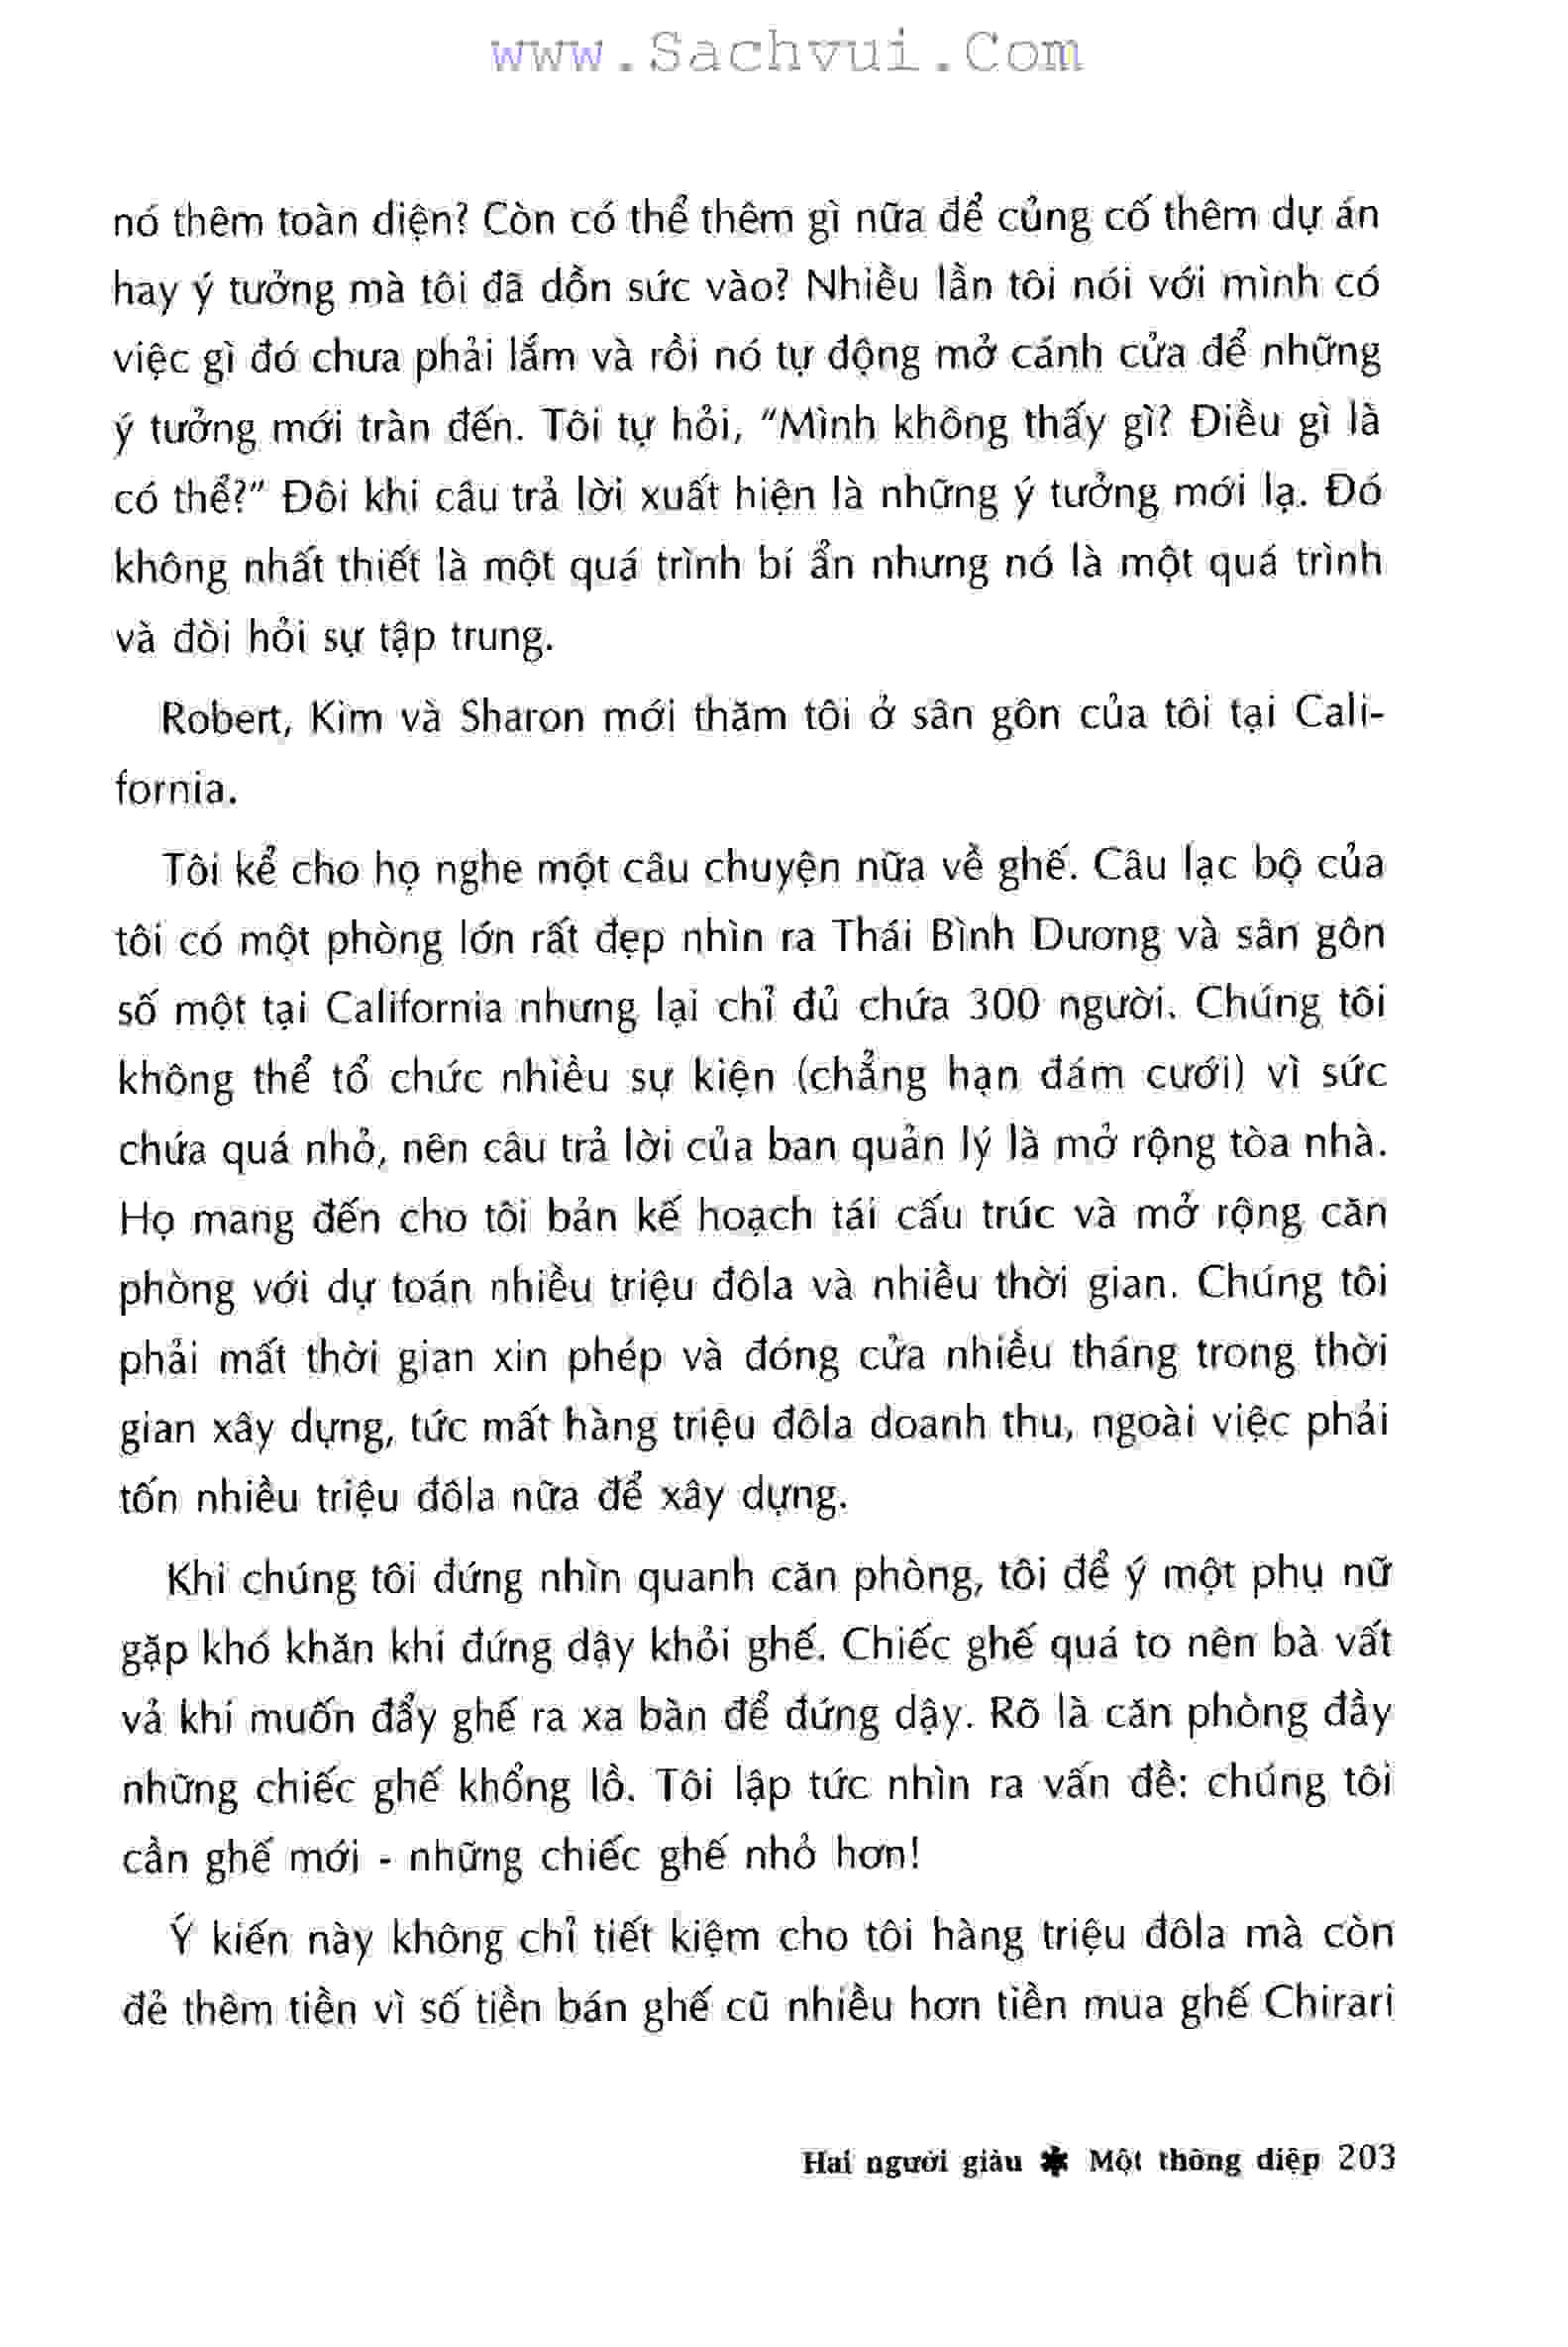 www.Sachvui.Com
nó thêm toàn diện? Còn có thể thêm gì nữa để củng cố thêm dự án
hay ý tưởng mà tôi đã dồn sức vào? Nhiều lần tôi nói với mình có
việc gì đó chưa phải lắm và rồi nó tự động mở cánh cửa để những
ý tưởng mới tràn đến. Tôi tự hỏi, "Mình không thấy gì? Điều gì là
có thể?" Đôi khi câu trả lời xuất hiện là những ý tưởng mới lạ. Đó
không nhất thiết là một quá trình bí ẩn nhưng nó là một quá trình
và đòi hỏi sự tập trung.
Robert, Kim và Sharon mới thăm tôi ở sân gôn của tôi tại Cali-
fornia.
Tôi kể cho họ nghe một câu chuyện nữa về ghế. Câu lạc bộ của
tôi có một phòng lớn rất đẹp nhìn ra Thái Bình Dương và sân gôn
số một tại California nhưng lại chỉ đủ chứa 300 người. Chúng tôi
không thể tổ chức nhiều sự kiện (chẳng hạn đám cưới) vì sức
chứa quá nhỏ, nên câu trả lời của ban quản lý là mở rộng tòa nhà.
Họ mang đến cho tôi bản kế hoạch tái cấu trúc và mở rộng căn
phòng với dự toán nhiều triệu đôla và nhiều thời gian. Chúng tôi
phải mất thời gian xin phép và đóng cửa nhiều tháng trong thời
gian xây dựng, tức mất hàng triệu đôla doanh thu, ngoài việc phải
tốn nhiều triệu đôla nữa để xây dựng.
Khi chúng tôi đứng nhìn quanh căn phòng, tôi để ý một phụ nữ
gặp khó khăn khi đứng dậy khỏi ghế. Chiếc ghế quá to nên bà vất
vả khi muốn đẩy ghế ra xa bàn để đứng dậy. Rõ là căn phòng đầy
những chiếc ghế khổng lồ. Tôi lập tức nhìn ra vấn đề: chúng tôi
cần ghế mới - những chiếc ghế nhỏ hơn!
Ý kiến này không chỉ tiết kiệm cho tôi hàng triệu đôla mà còn
đẻ thêm tiền vì số tiền bán ghế cũ nhiều hơn tiền mua ghế Chirari
Hai người giàu ✱ Một thông điệp 203